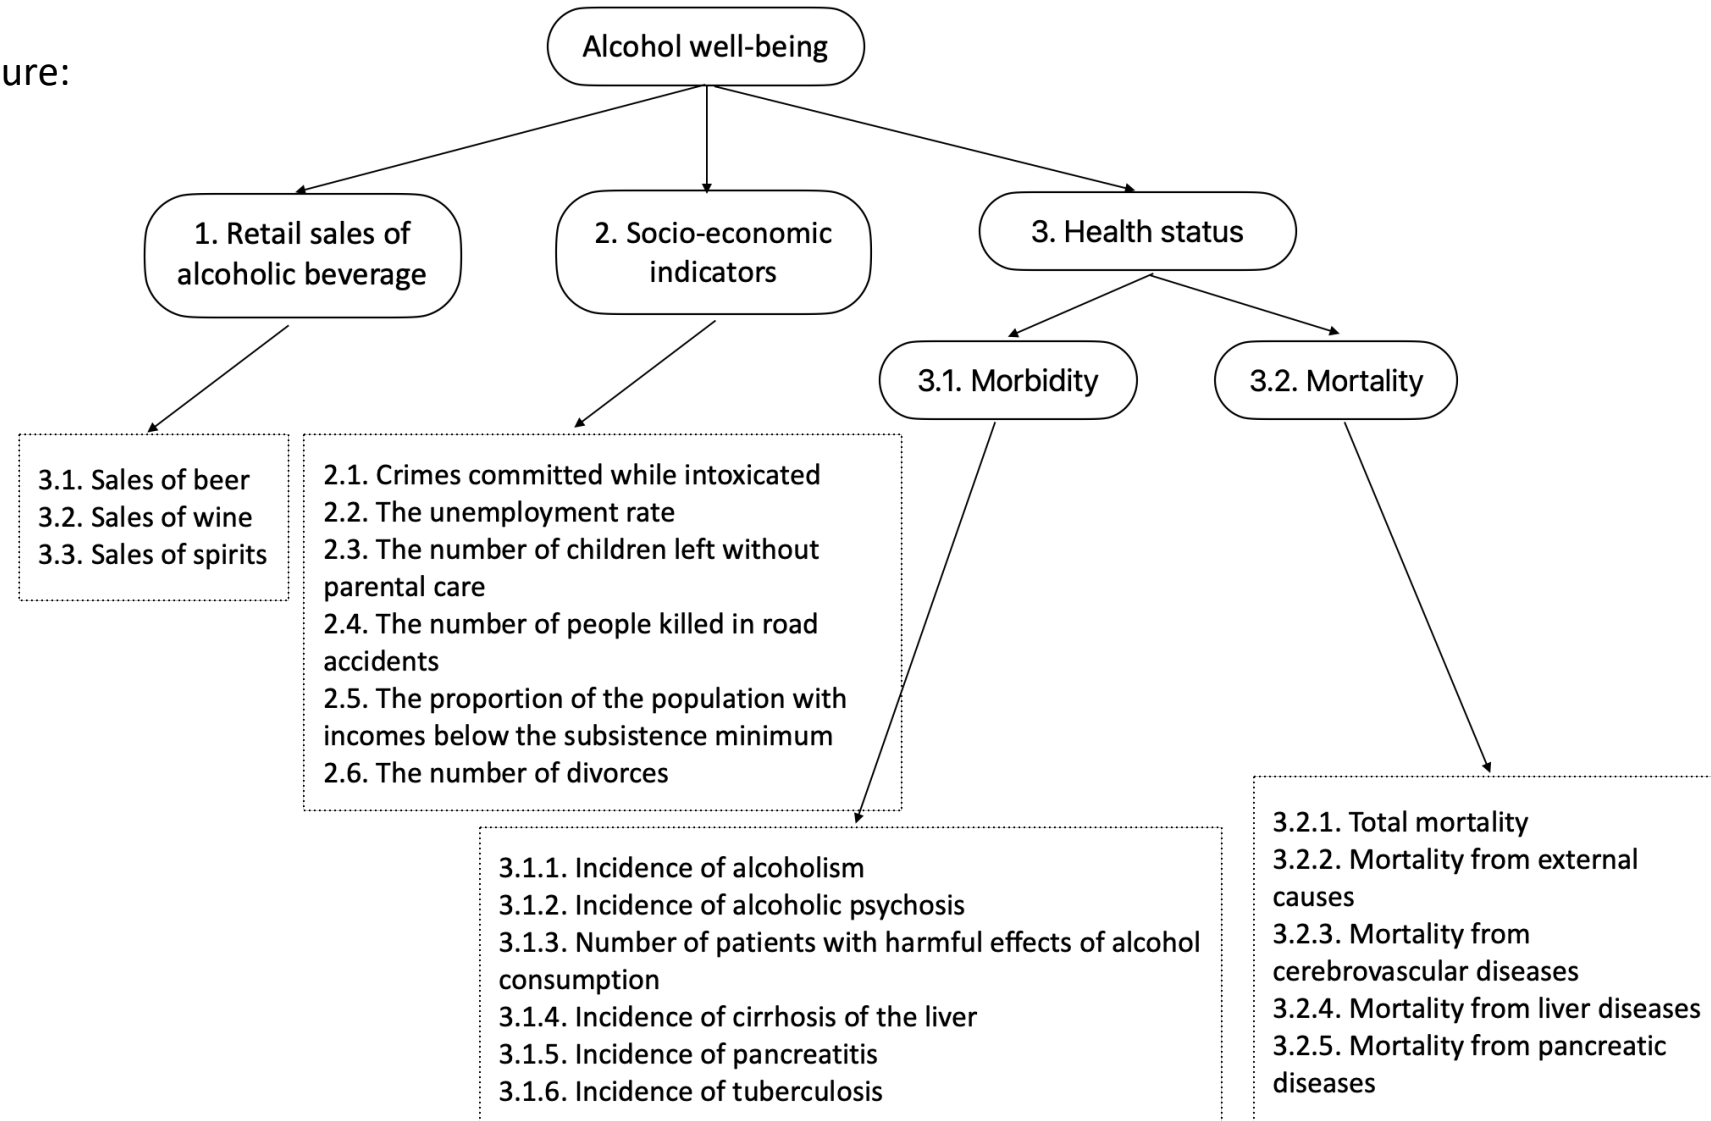 Alcohol well-being
ure:
1. Retail sales of
alcoholic beverage
2. Socio-economic
indicators
3. Health status
3.1. Morbidity
3.2. Mortality
3.1. Sales of beer
3.2. Sales of wine
3.3. Sales of spirits
2.1. Crimes committed while intoxicated
2.2. The unemployment rate
2.3. The number of children left without
parental care
2.4. The number of people killed in road
accidents
2.5. The proportion of the population with
incomes below the subsistence minimum
2.6. The number of divorces
3.1.1. Incidence of alcoholism
3.1.2. Incidence of alcoholic psychosis
3.1.3. Number of patients with harmful effects of alcohol
consumption
3.1.4. Incidence of cirrhosis of the liver
3.1.5. Incidence of pancreatitis
3.1.6. Incidence of tuberculosis
3.2.1. Total mortality
3.2.2. Mortality from external
causes
3.2.3. Mortality from
cerebrovascular diseases
3.2.4. Mortality from liver diseases
3.2.5. Mortality from pancreatic
diseases